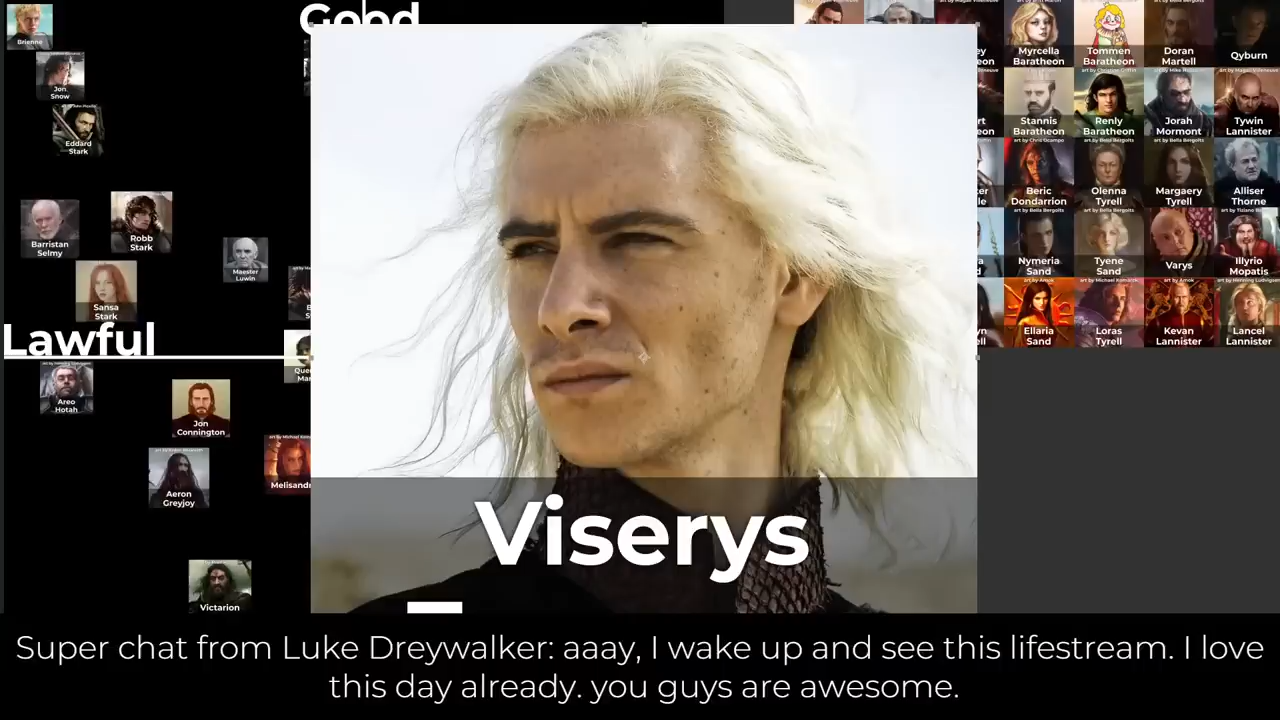 Good
Brienne
Jon
Snow
Eddard
Stark
Barristan
Selmy
Robb
Stark
Maester
Luwin
Sansa
Stark
Lawful
Areo
Hotah
Jon
Connington
Aeron
Greyjoy
Victarion
Viserys
Myrcella
Baratheon
Tommen
Baratheon
Doran
Martell
Qyburn
Stannis
Baratheon
Renly
Baratheon
Jorah
Mormont
Tywin
Lannister
Beric
Dondarrion
Olenna
Tyrell
Margaery
Tyrell
Alliser
Thorne
Nymeria
Sand
Tyene
Sand
Varys
Illyrio
Mopatis
Ellaria
Sand
Loras
Tyrell
Kevan
Lannister
Lancel
Lannister
Super chat from Luke Dreywalker: aaay, I wake up and see this lifestream. I love
this day already. you guys are awesome.